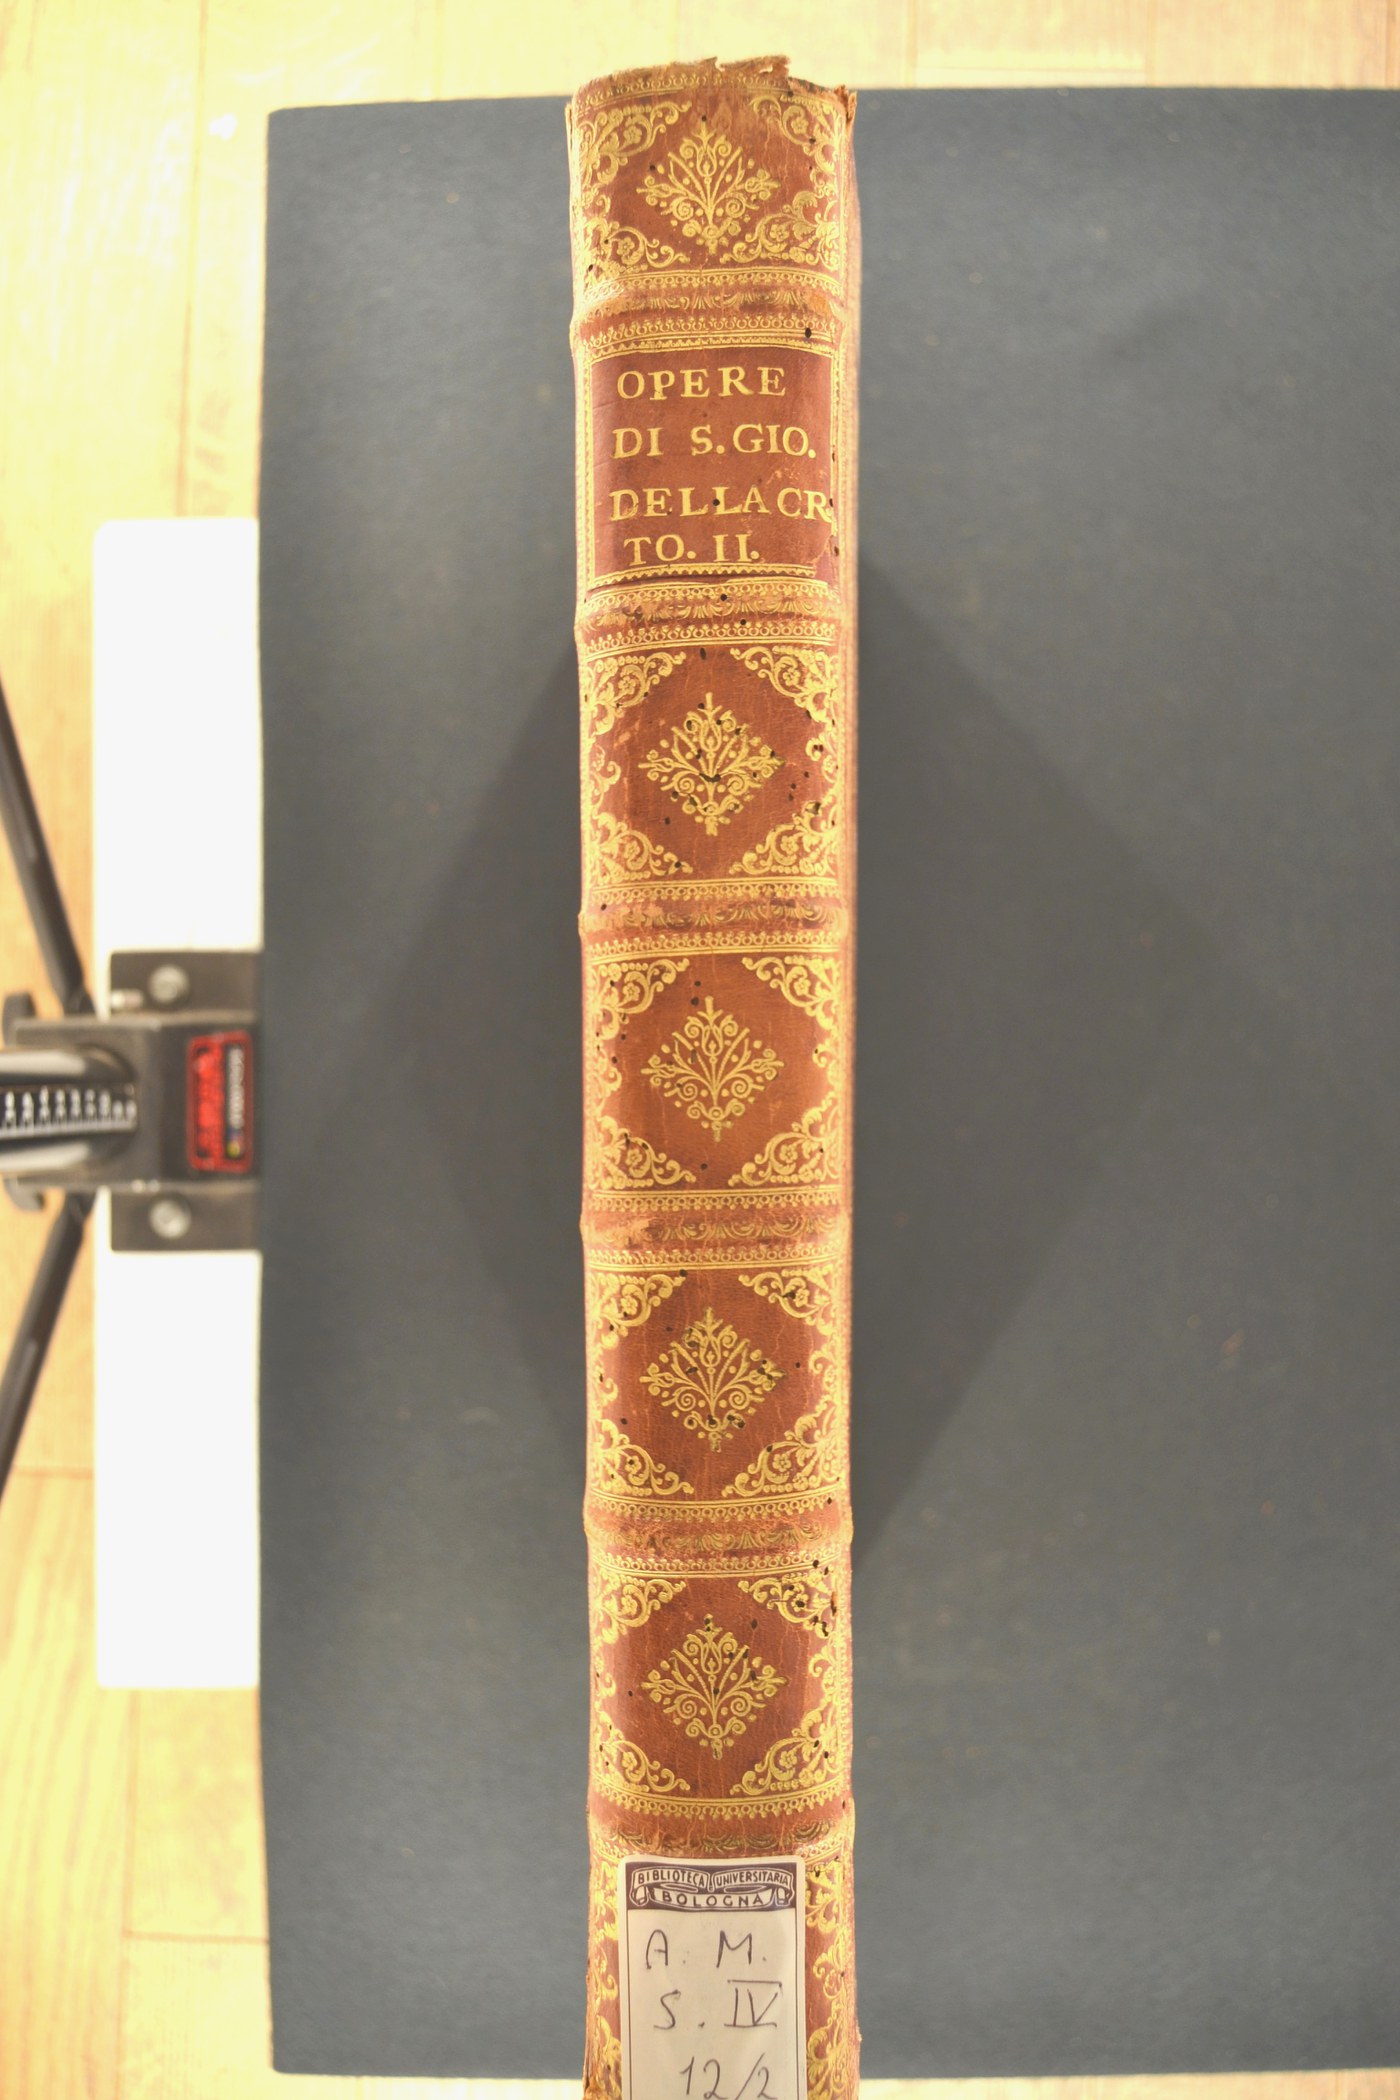 OPERE
DI S. GIO.
DELLA CR
TO. II.
BIBLIOTECA UNIVERSITARIA
BOLOGNA
A. M.
S. IV
12/2